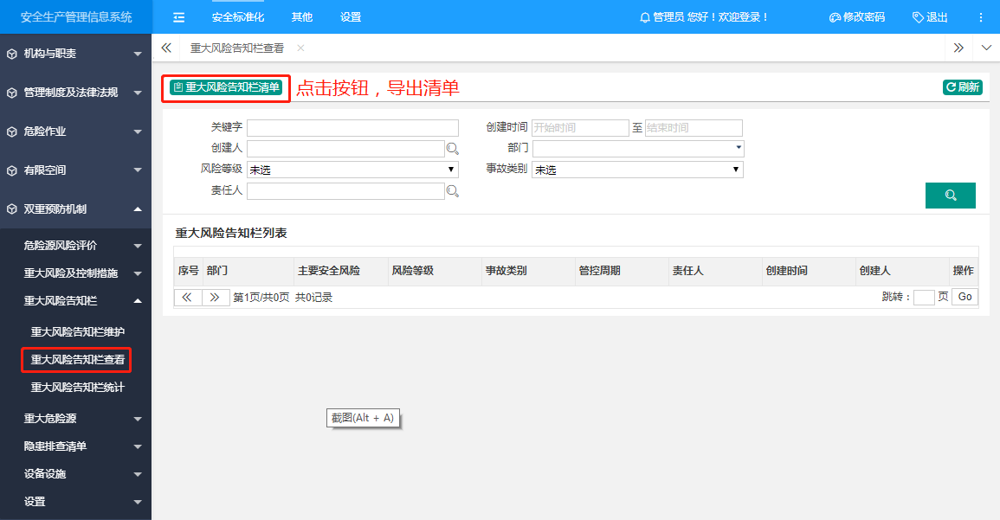 安全生产管理信息系统
安全标准化 其他 设置 管理员 您好！欢迎登录！ 修改密码 退出
机构与职责
管理制度及法律法规
危险作业
有限空间
双重预防机制
危险源风险评价
重大风险及控制措施
重大风险告知栏
重大风险告知栏维护
重大风险告知栏查看
重大风险告知栏统计
重大危险源
隐患排查清单
设备设施
设置
重大风险告知栏查看
重大风险告知栏清单 点击按钮，导出清单 刷新
关键字 创建时间 开始时间 至 结束时间
创建人 部门
风险等级 未选 事故类别 未选
责任人
重大风险告知栏列表
序号 部门 主要安全风险 风险等级 事故类别 管控周期 责任人 创建时间 创建人 操作
第1页/共0页 共0记录 跳转： 页 Go
截图(Alt + A)